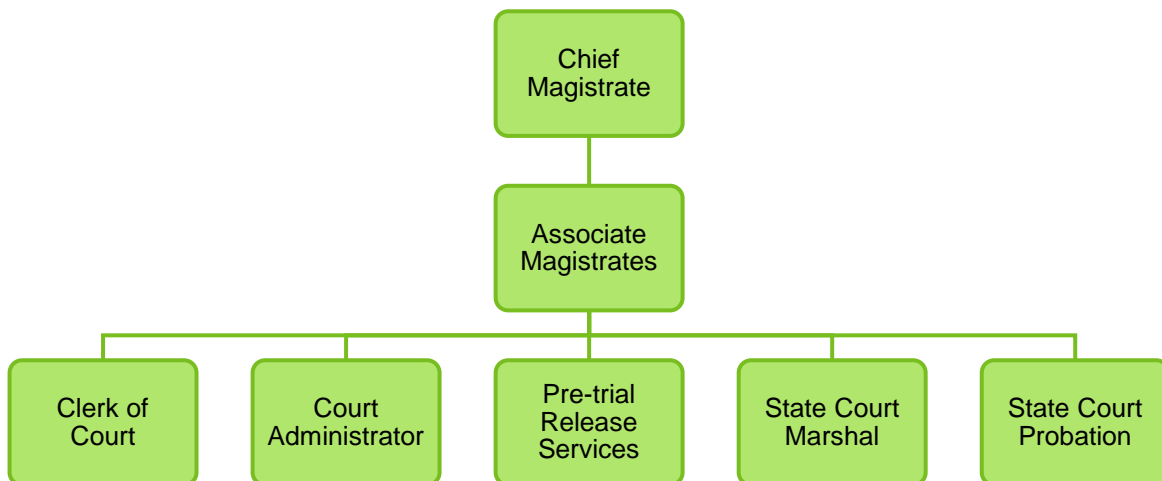 Chief
Magistrate
Associate
Magistrates
Clerk of
Court
Court
Administrator
Pre-trial
Release
Services
State Court
Marshal
State Court
Probation